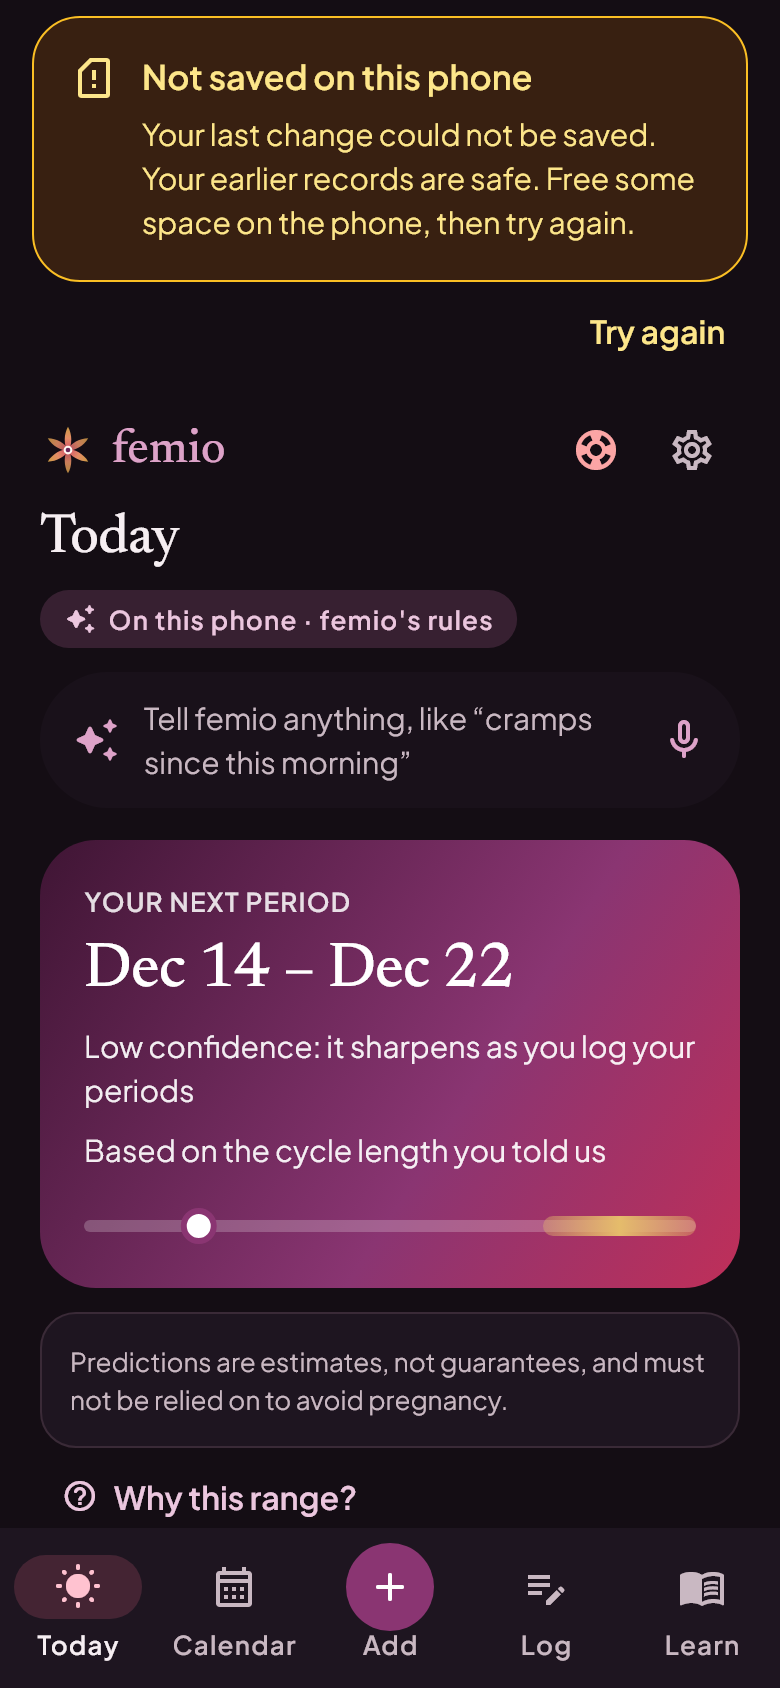 Not saved on this phone
Your last change could not be saved.
Your earlier records are safe. Free some
space on the phone, then try again.
Try again
femio
Today
On this phone · femio's rules
Tell femio anything, like “cramps
since this morning”
YOUR NEXT PERIOD
Dec 14 – Dec 22
Low confidence: it sharpens as you log your
periods
Based on the cycle length you told us
Predictions are estimates, not guarantees, and must
not be relied on to avoid pregnancy.
Why this range?
Today
Calendar
Add
Log
Learn